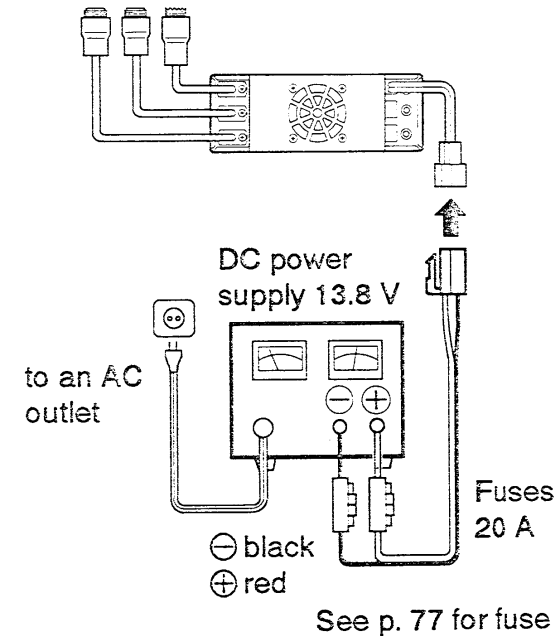 DC power
supply 13.8 V
to an AC
outlet
Fuses
20 A
⊖ black
⊕ red
See p. 77 for fuse